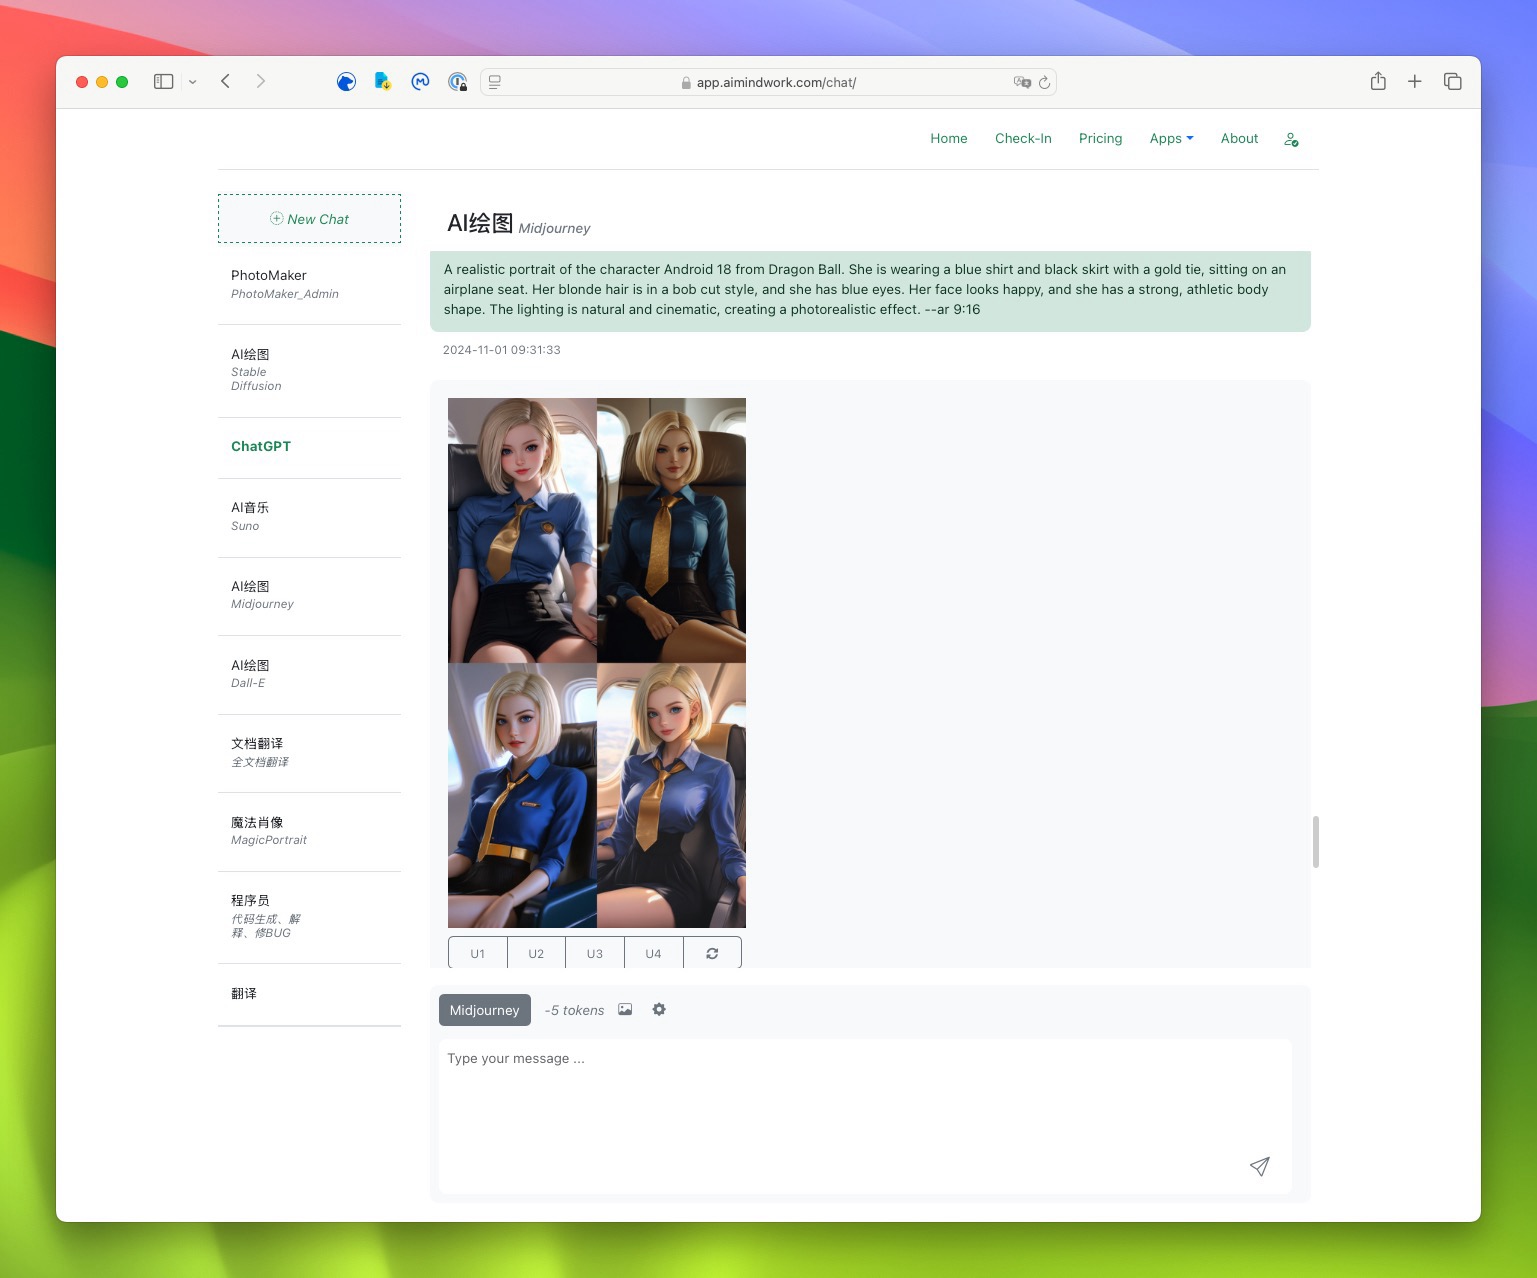 app.aimindwork.com/chat/
Home Check-In Pricing Apps About
New Chat
PhotoMaker
PhotoMaker_Admin
AI绘图
Stable
Diffusion
ChatGPT
AI音乐
Suno
AI绘图
Midjourney
AI绘图
Dall-E
文档翻译
全文档翻译
魔法肖像
MagicPortrait
程序员
代码生成、解
释、修BUG
翻译
AI绘图 Midjourney
A realistic portrait of the character Android 18 from Dragon Ball. She is wearing a blue shirt and black skirt with a gold tie, sitting on an
airplane seat. Her blonde hair is in a bob cut style, and she has blue eyes. Her face looks happy, and she has a strong, athletic body
shape. The lighting is natural and cinematic, creating a photorealistic effect. --ar 9:16
2024-11-01 09:31:33
U1 U2 U3 U4
Midjourney -5 tokens
Type your message ...